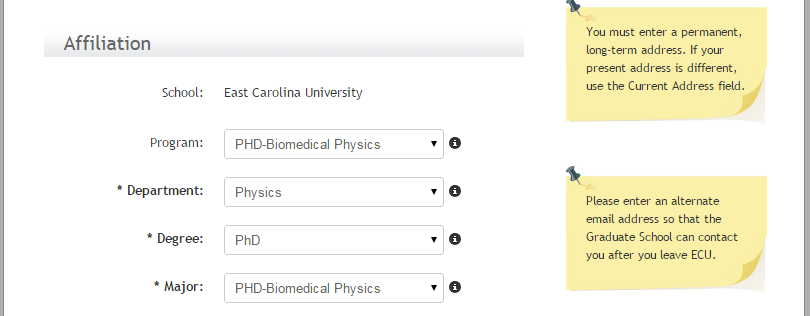 Affiliation
School: East Carolina University
Program: PHD-Biomedical Physics
* Department: Physics
* Degree: PhD
* Major: PHD-Biomedical Physics
You must enter a permanent,
long-term address. If your
present address is different,
use the Current Address field.
Please enter an alternate
email address so that the
Graduate School can contact
you after you leave ECU.